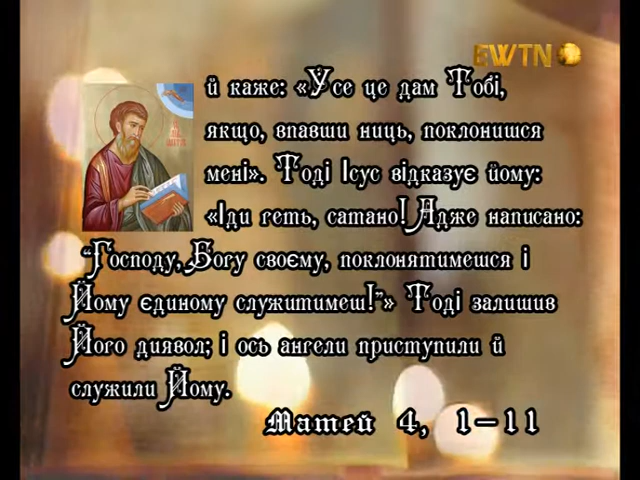 EWTN
й каже: «Усе це дам Тобі,
якщо, впавши ниць, поклонишся
мені». Тоді Ісус відказує йому:
«Іди геть, сатано! Адже написано:
“Господу, Богу своєму, поклонятимешся і
Йому єдиному служитимеш!”» Тоді залишив
Його диявол; і ось ангели приступили й
служили Йому.
Матей 4, 1–11